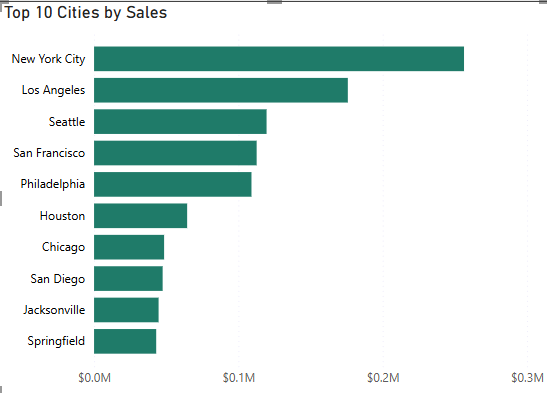 Top 10 Cities by Sales
New York City
Los Angeles
Seattle
San Francisco
Philadelphia
Houston
Chicago
San Diego
Jacksonville
Springfield
$0.0M $0.1M $0.2M $0.3M